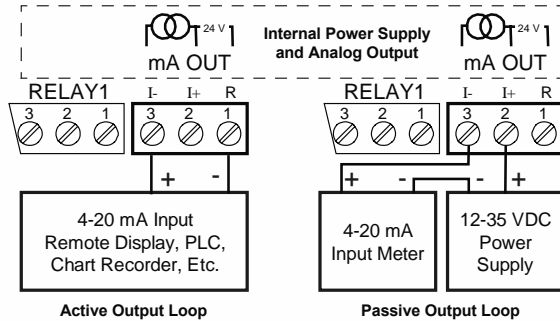 24 V
24 V
Internal Power Supply
and Analog Output
mA OUT
mA OUT
RELAY1
I- I+ R
RELAY1
I- I+ R
3 2 1
3 2 1
3 2 1
3 2 1
+ -
+ - - +
4-20 mA Input
Remote Display, PLC,
Chart Recorder, Etc.
4-20 mA
Input Meter
12-35 VDC
Power
Supply
Active Output Loop
Passive Output Loop